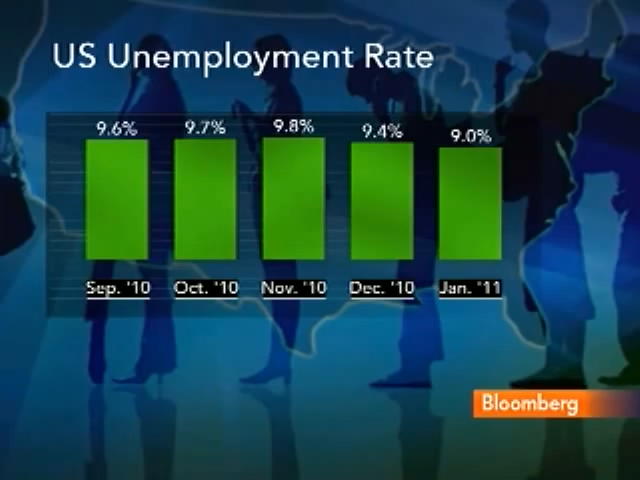 US Unemployment Rate
9.6% 9.7% 9.8% 9.4% 9.0%
Sep. '10 Oct. '10 Nov. '10 Dec. '10 Jan. '11
Bloomberg